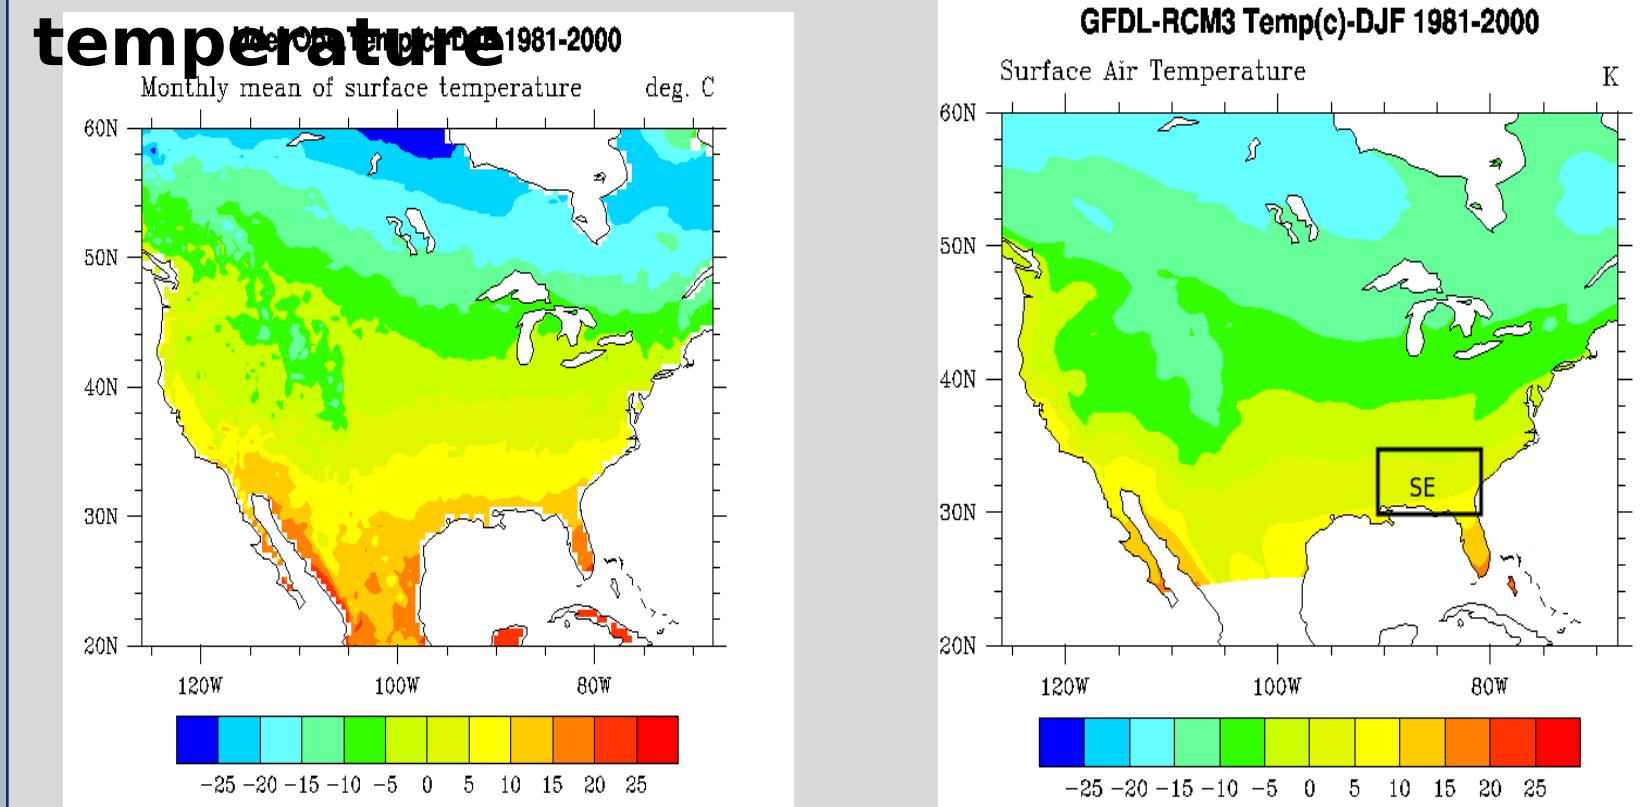 temperature
1981-2000
Monthly mean of surface temperature deg. C
60N
50N
40N
30N
20N
120W 100W 80W
-25 -20 -15 -10 -5 0 5 10 15 20 25
GFDL-RCM3 Temp(c)-DJF 1981-2000
Surface Air Temperature K
60N
50N
40N
30N
20N
SE
120W 100W 80W
-25 -20 -15 -10 -5 0 5 10 15 20 25